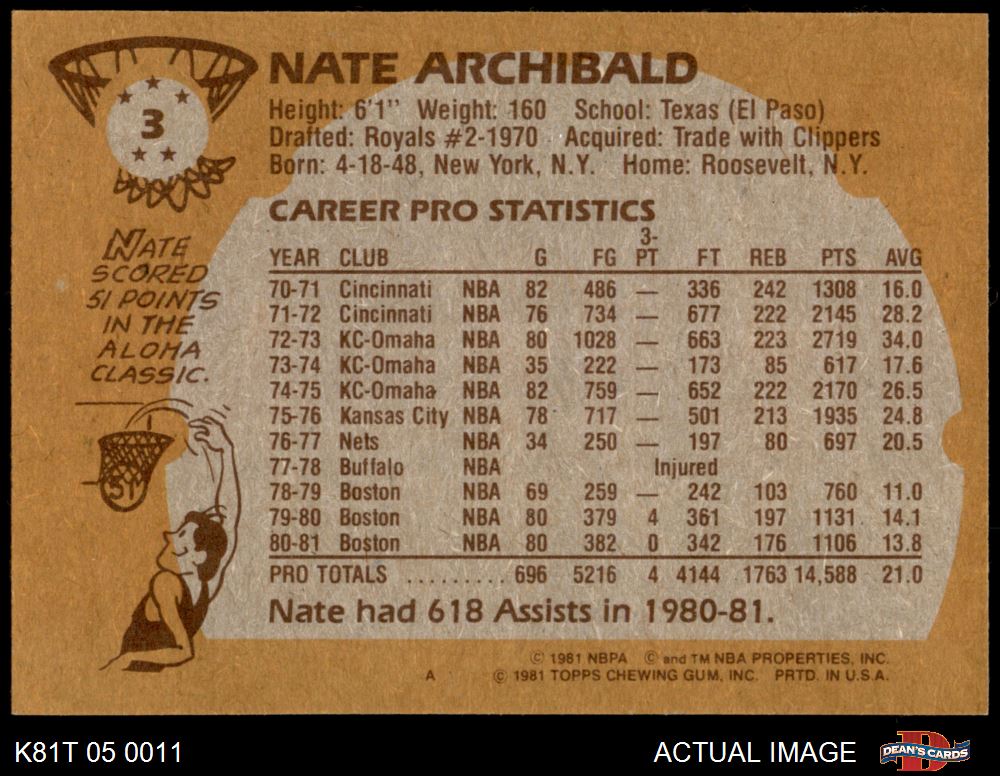 3
NATE ARCHIBALD
Height: 6'1" Weight: 160 School: Texas (El Paso)
Drafted: Royals #2-1970 Acquired: Trade with Clippers
Born: 4-18-48, New York, N.Y. Home: Roosevelt, N.Y.
NATE
SCORED
51 POINTS
IN THE
ALOHA
CLASSIC.
51
CAREER PRO STATISTICS
YEAR CLUB G FG 3-PT FT REB PTS AVG
70-71 Cincinnati NBA 82 486 — 336 242 1308 16.0
71-72 Cincinnati NBA 76 734 — 677 222 2145 28.2
72-73 KC-Omaha NBA 80 1028 — 663 223 2719 34.0
73-74 KC-Omaha NBA 35 222 — 173 85 617 17.6
74-75 KC-Omaha NBA 82 759 — 652 222 2170 26.5
75-76 Kansas City NBA 78 717 — 501 213 1935 24.8
76-77 Nets NBA 34 250 — 197 80 697 20.5
77-78 Buffalo NBA Injured
78-79 Boston NBA 69 259 — 242 103 760 11.0
79-80 Boston NBA 80 379 4 361 197 1131 14.1
80-81 Boston NBA 80 382 0 342 176 1106 13.8
PRO TOTALS ......... 696 5216 4 4144 1763 14,588 21.0
Nate had 618 Assists in 1980-81.
© 1981 NBPA © and TM NBA PROPERTIES, INC.
A © 1981 TOPPS CHEWING GUM, INC. PRTD. IN U.S.A.
K81T 05 0011 ACTUAL IMAGE DEAN'S CARDS